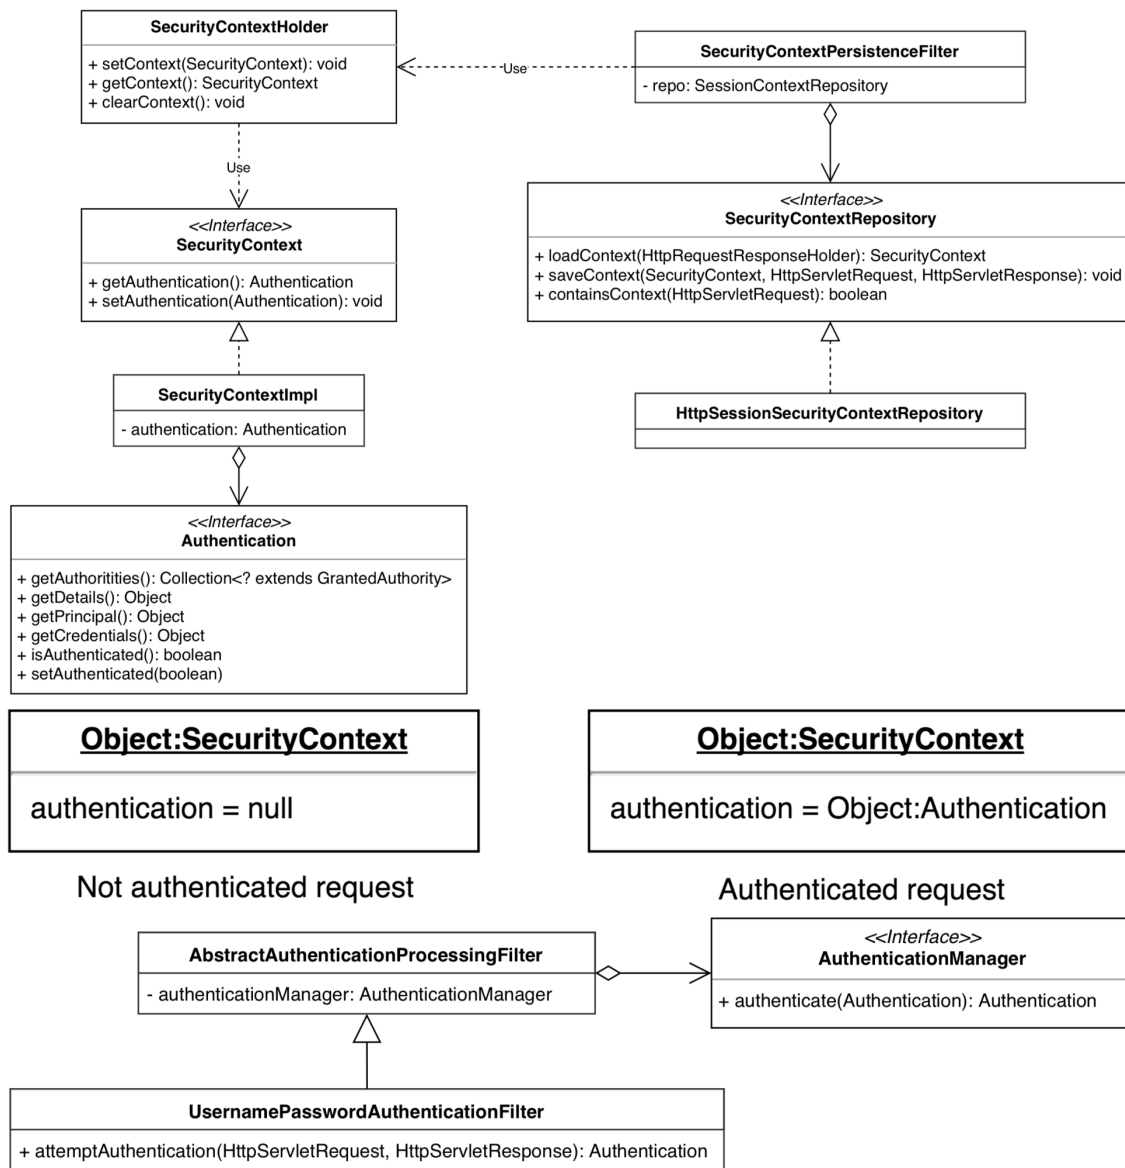 SecurityContextHolder
+ setContext(SecurityContext): void
+ getContext(): SecurityContext
+ clearContext(): void
Use
SecurityContextPersistenceFilter
- repo: SessionContextRepository
Use
<<Interface>>
SecurityContext
+ getAuthentication(): Authentication
+ setAuthentication(Authentication): void
<<Interface>>
SecurityContextRepository
+ loadContext(HttpRequestResponseHolder): SecurityContext
+ saveContext(SecurityContext, HttpServletRequest, HttpServletResponse): void
+ containsContext(HttpServletRequest): boolean
SecurityContextImpl
- authentication: Authentication
HttpSessionSecurityContextRepository
<<Interface>>
Authentication
+ getAuthoritities(): Collection<? extends GrantedAuthority>
+ getDetails(): Object
+ getPrincipal(): Object
+ getCredentials(): Object
+ isAuthenticated(): boolean
+ setAuthenticated(boolean)
Object:SecurityContext
authentication = null
Not authenticated request
Object:SecurityContext
authentication = Object:Authentication
Authenticated request
AbstractAuthenticationProcessingFilter
- authenticationManager: AuthenticationManager
<<Interface>>
AuthenticationManager
+ authenticate(Authentication): Authentication
UsernamePasswordAuthenticationFilter
+ attemptAuthentication(HttpServletRequest, HttpServletResponse): Authentication